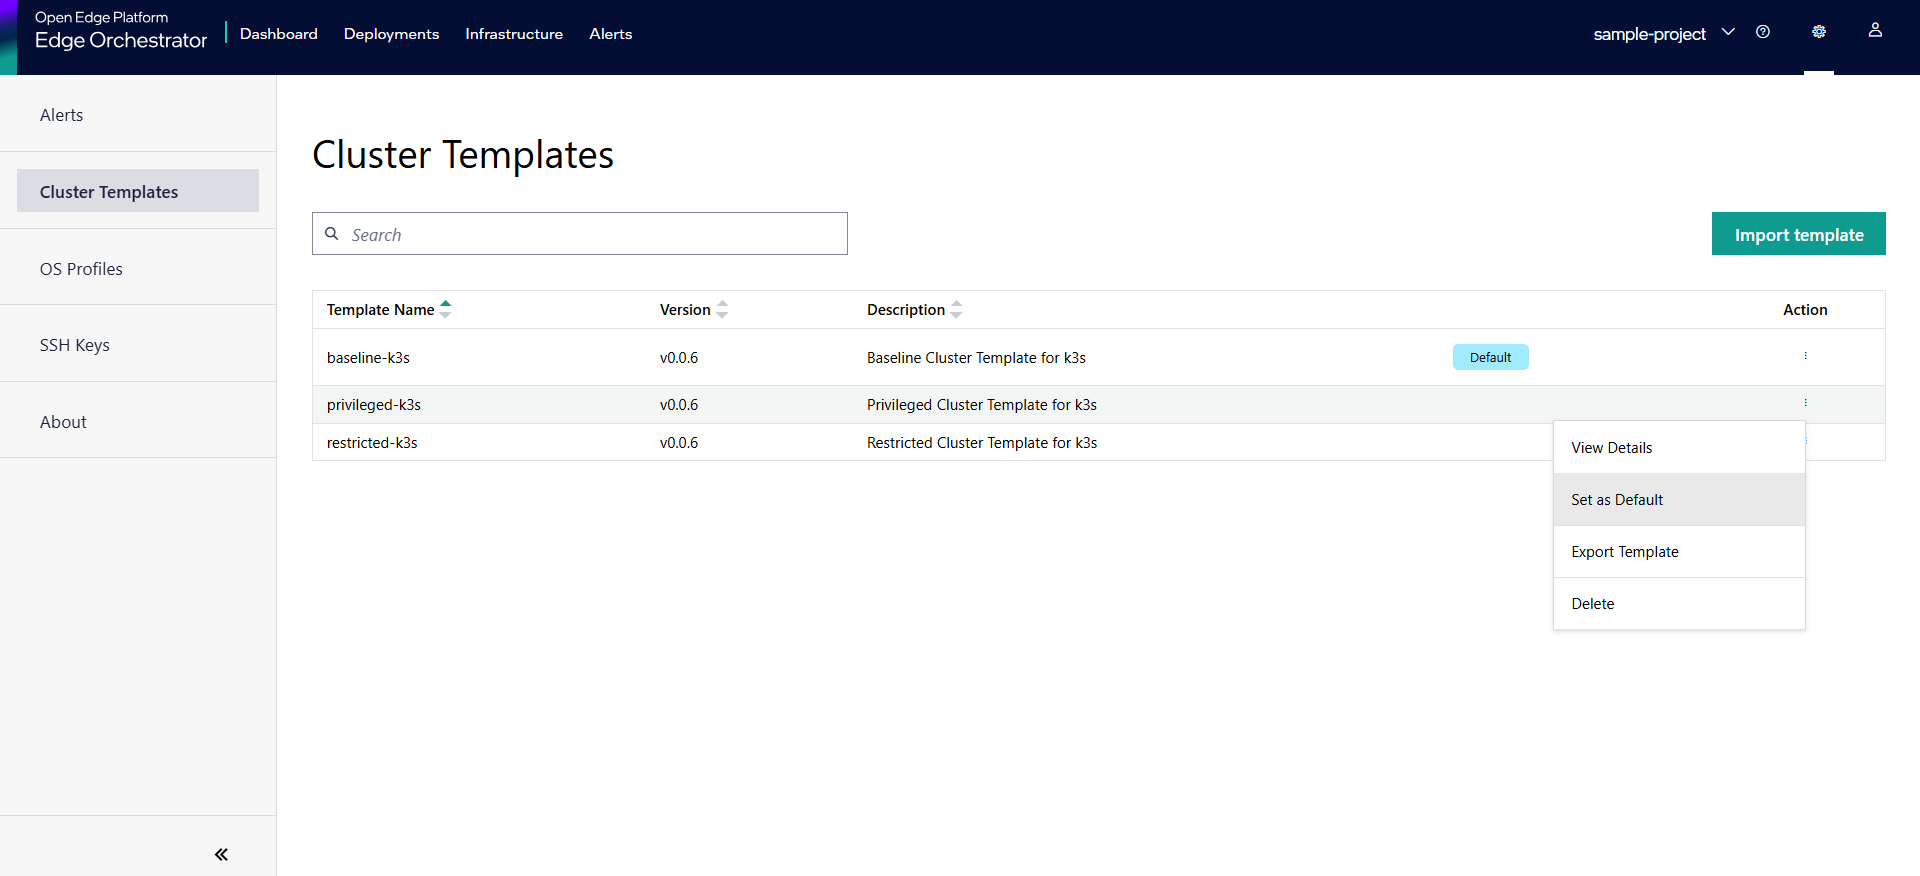 Open Edge Platform
Edge Orchestrator
Dashboard Deployments Infrastructure Alerts
sample-project
Alerts
Cluster Templates
OS Profiles
SSH Keys
About
Cluster Templates
Search
Import template
Template Name Version Description Action
baseline-k3s v0.0.6 Baseline Cluster Template for k3s Default
privileged-k3s v0.0.6 Privileged Cluster Template for k3s
restricted-k3s v0.0.6 Restricted Cluster Template for k3s
View Details
Set as Default
Export Template
Delete